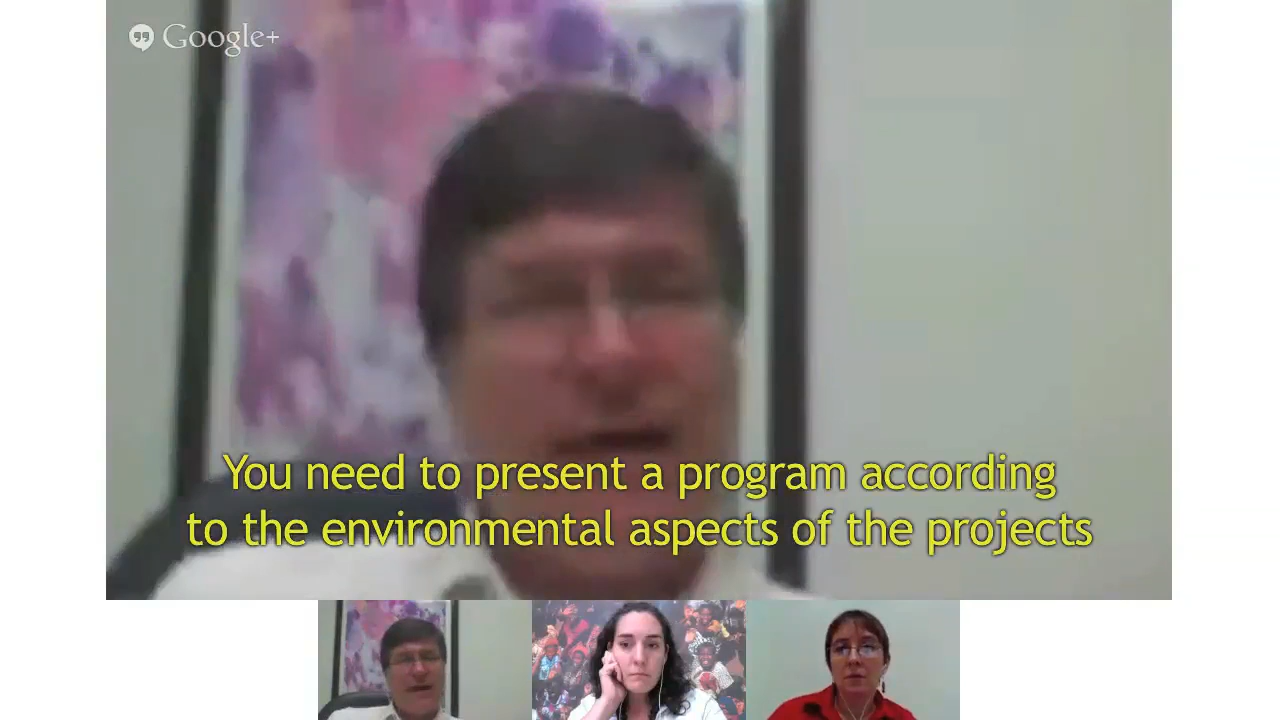 Google+
You need to present a program according
to the environmental aspects of the projects